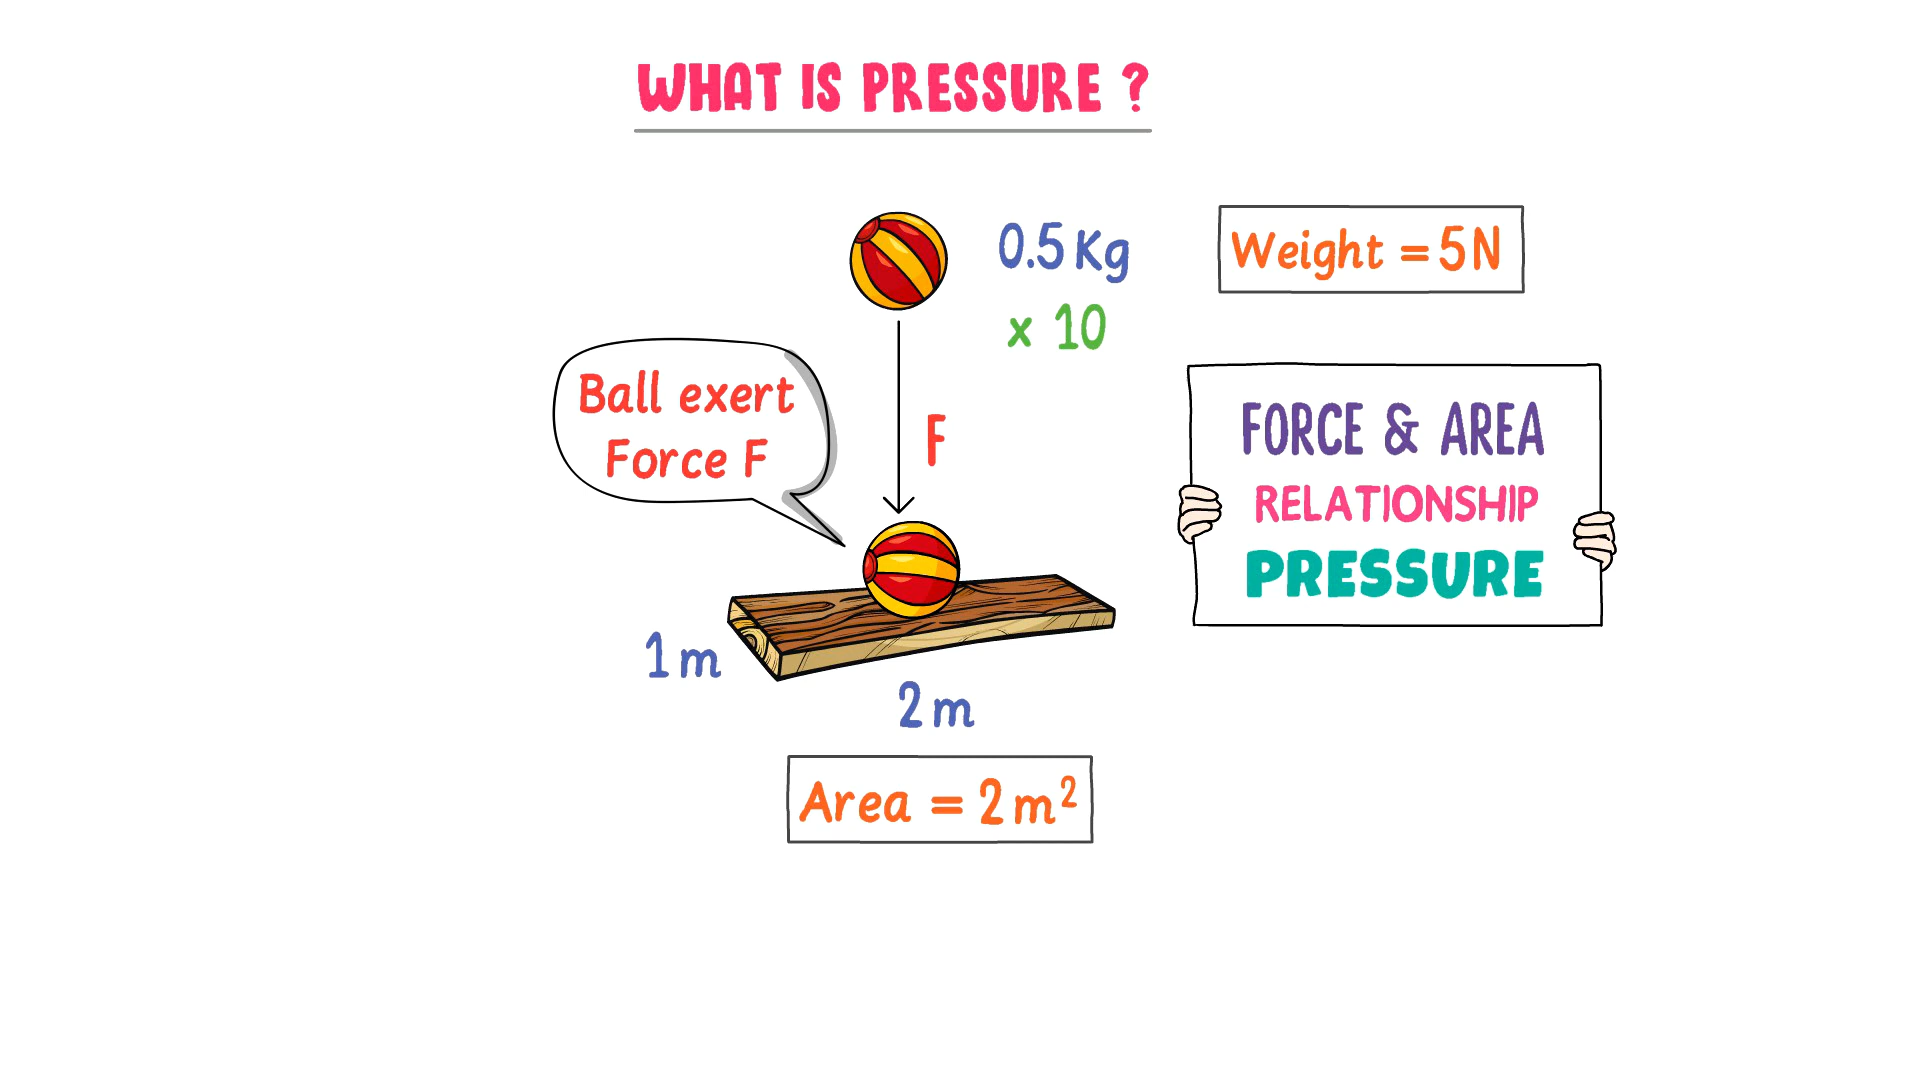 WHAT IS PRESSURE ?
0.5 Kg
x 10
Weight = 5N
Ball exert
Force F
F
FORCE & AREA
RELATIONSHIP
PRESSURE
1 m
2 m
Area = 2 m²